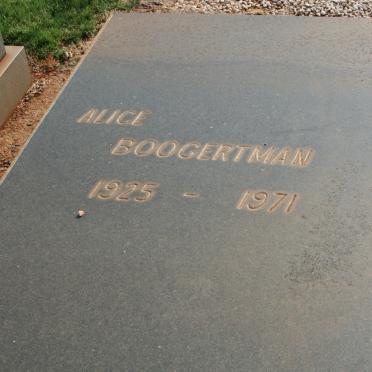 ALICE
BOOGERTMAN
1925 - 1971